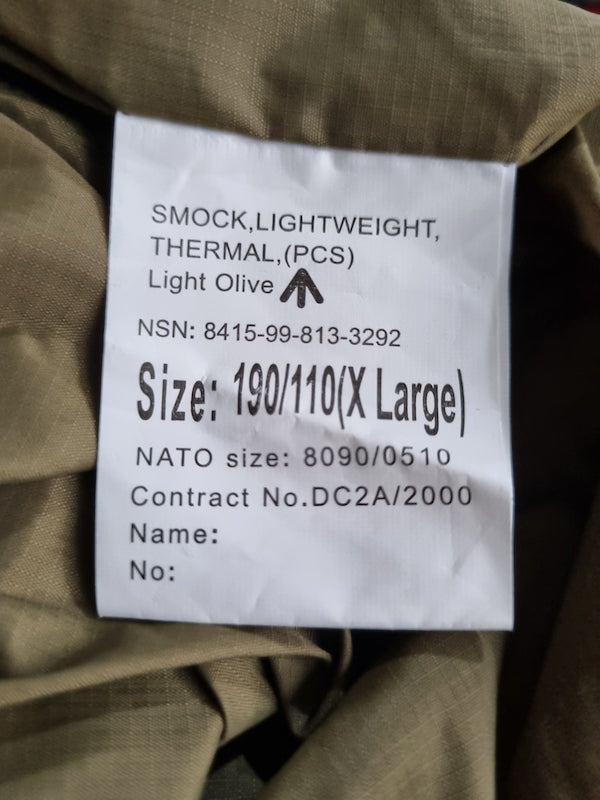 SMOCK,LIGHTWEIGHT,
THERMAL,(PCS)
Light Olive
NSN: 8415-99-813-3292
Size: 190/110(X Large)
NATO size: 8090/0510
Contract No.DC2A/2000
Name:
No: